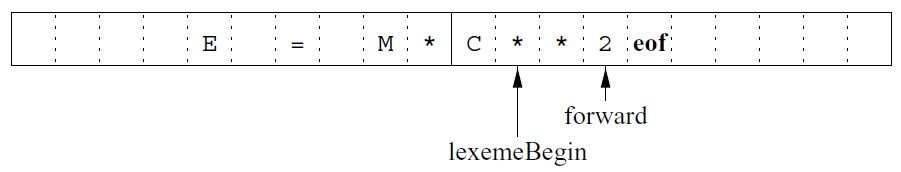 E = M * C * * 2 eof
forward
lexemeBegin